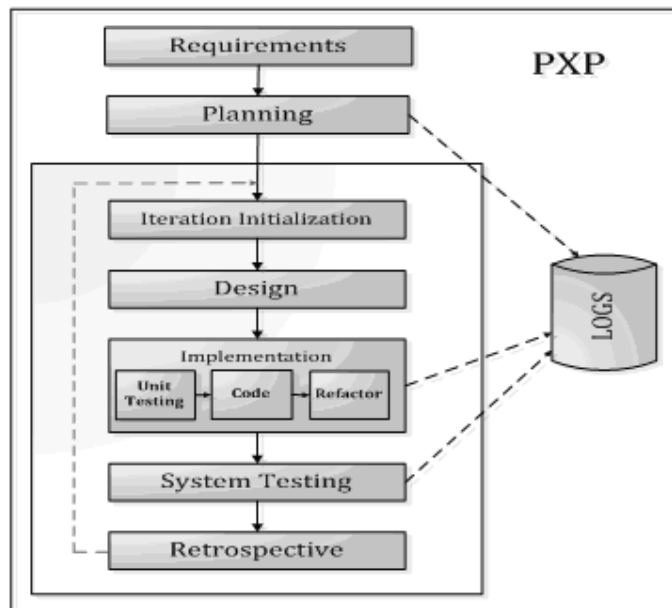 Requirements
PXP
Planning
Iteration Initialization
Design
Implementation
Unit
Testing
Code
Refactor
LOGS
System Testing
Retrospective